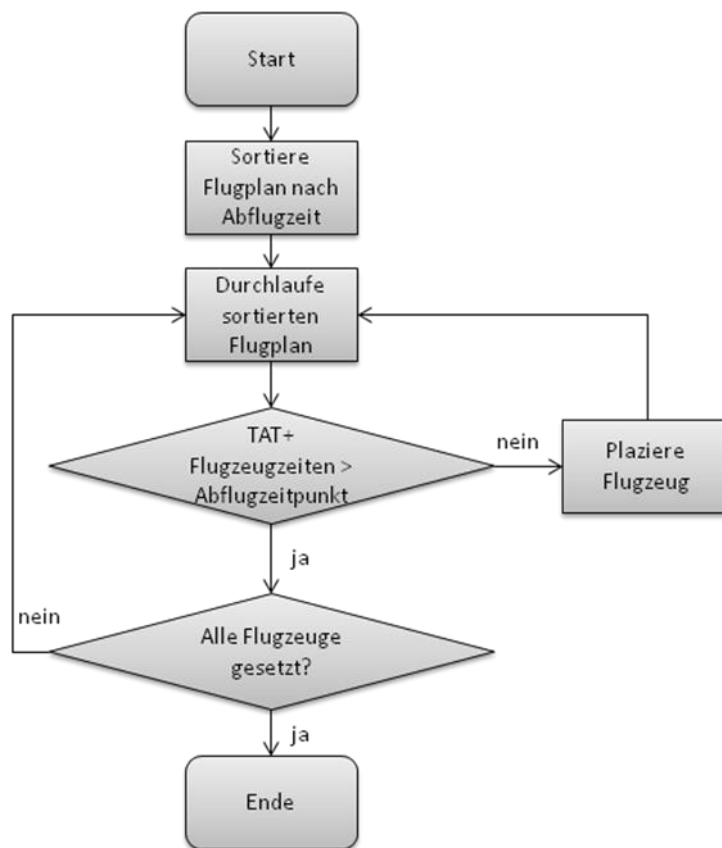 Start
Sortiere
Flugplan nach
Abflugzeit
Durchlaufe
sortierten
Flugplan
TAT+
Flugzeugzeiten >
Abflugzeitpunkt
nein
Plaziere
Flugzeug
ja
nein
Alle Flugzeuge
gesetzt?
ja
Ende